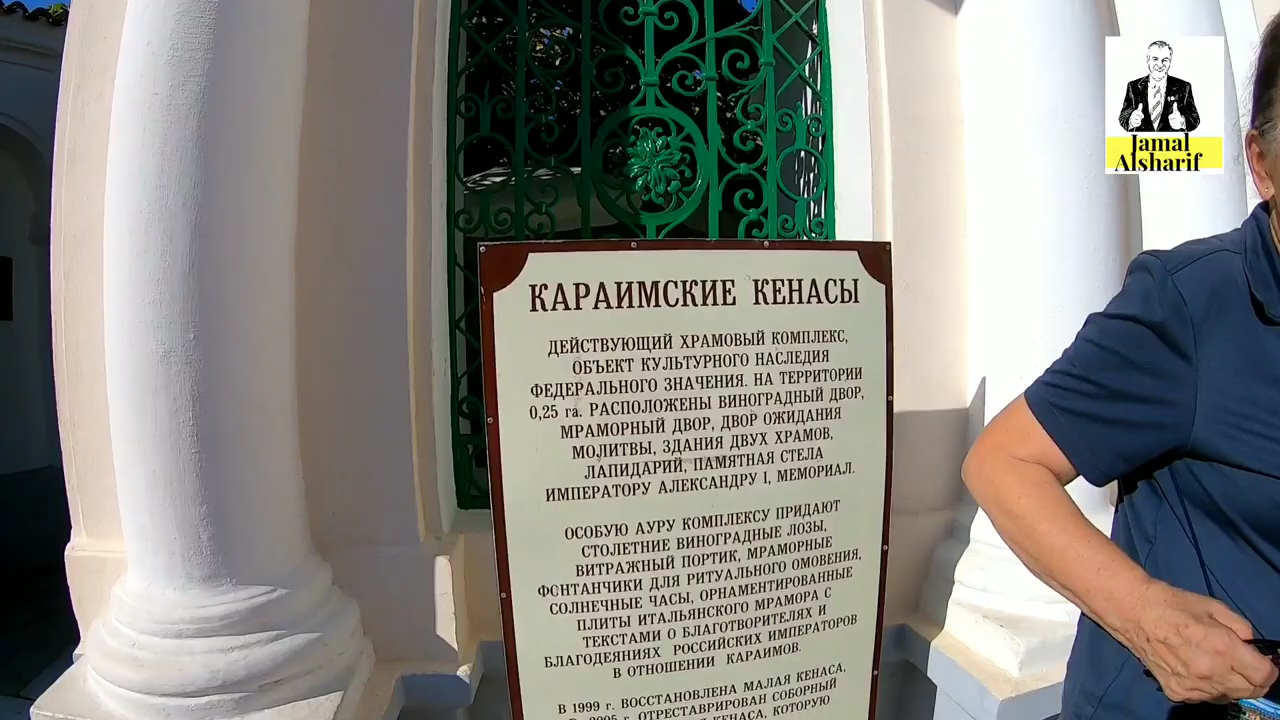 Jamal
Alsharif
КАРАИМСКИЕ КЕНАСЫ
ДЕЙСТВУЮЩИЙ ХРАМОВЫЙ КОМПЛЕКС,
ОБЪЕКТ КУЛЬТУРНОГО НАСЛЕДИЯ
ФЕДЕРАЛЬНОГО ЗНАЧЕНИЯ. НА ТЕРРИТОРИИ
0,25 га. РАСПОЛОЖЕНЫ ВИНОГРАДНЫЙ ДВОР,
МРАМОРНЫЙ ДВОР, ДВОР ОЖИДАНИЯ
МОЛИТВЫ, ЗДАНИЯ ДВУХ ХРАМОВ,
ЛАПИДАРИЙ, ПАМЯТНАЯ СТЕЛА
ИМПЕРАТОРУ АЛЕКСАНДРУ I, МЕМОРИАЛ.
ОСОБУЮ АУРУ КОМПЛЕКСУ ПРИДАЮТ
СТОЛЕТНИЕ ВИНОГРАДНЫЕ ЛОЗЫ,
ВИТРАЖНЫЙ ПОРТИК, МРАМОРНЫЕ
ФОНТАНЧИКИ ДЛЯ РИТУАЛЬНОГО ОМОВЕНИЯ,
СОЛНЕЧНЫЕ ЧАСЫ, ОРНАМЕНТИРОВАННЫЕ
ПЛИТЫ ИТАЛЬЯНСКОГО МРАМОРА С
ТЕКСТАМИ О БЛАГОТВОРИТЕЛЯХ И
БЛАГОДЕЯНИЯХ РОССИЙСКИХ ИМПЕРАТОРОВ
В ОТНОШЕНИИ КАРАИМОВ.
В 1999 г. ВОССТАНОВЛЕНА МАЛАЯ КЕНАСА,
В 2005 г. ОТРЕСТАВРИРОВАН СОБОРНЫЙ
КЕНАСА, КОТОРУЮ